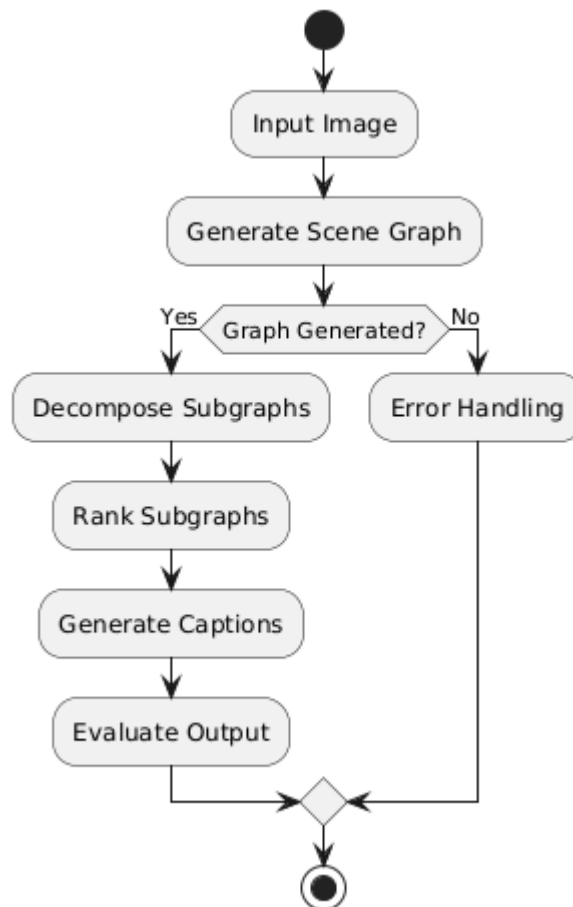 Input Image
Generate Scene Graph
Yes
Graph Generated?
No
Decompose Subgraphs
Error Handling
Rank Subgraphs
Generate Captions
Evaluate Output